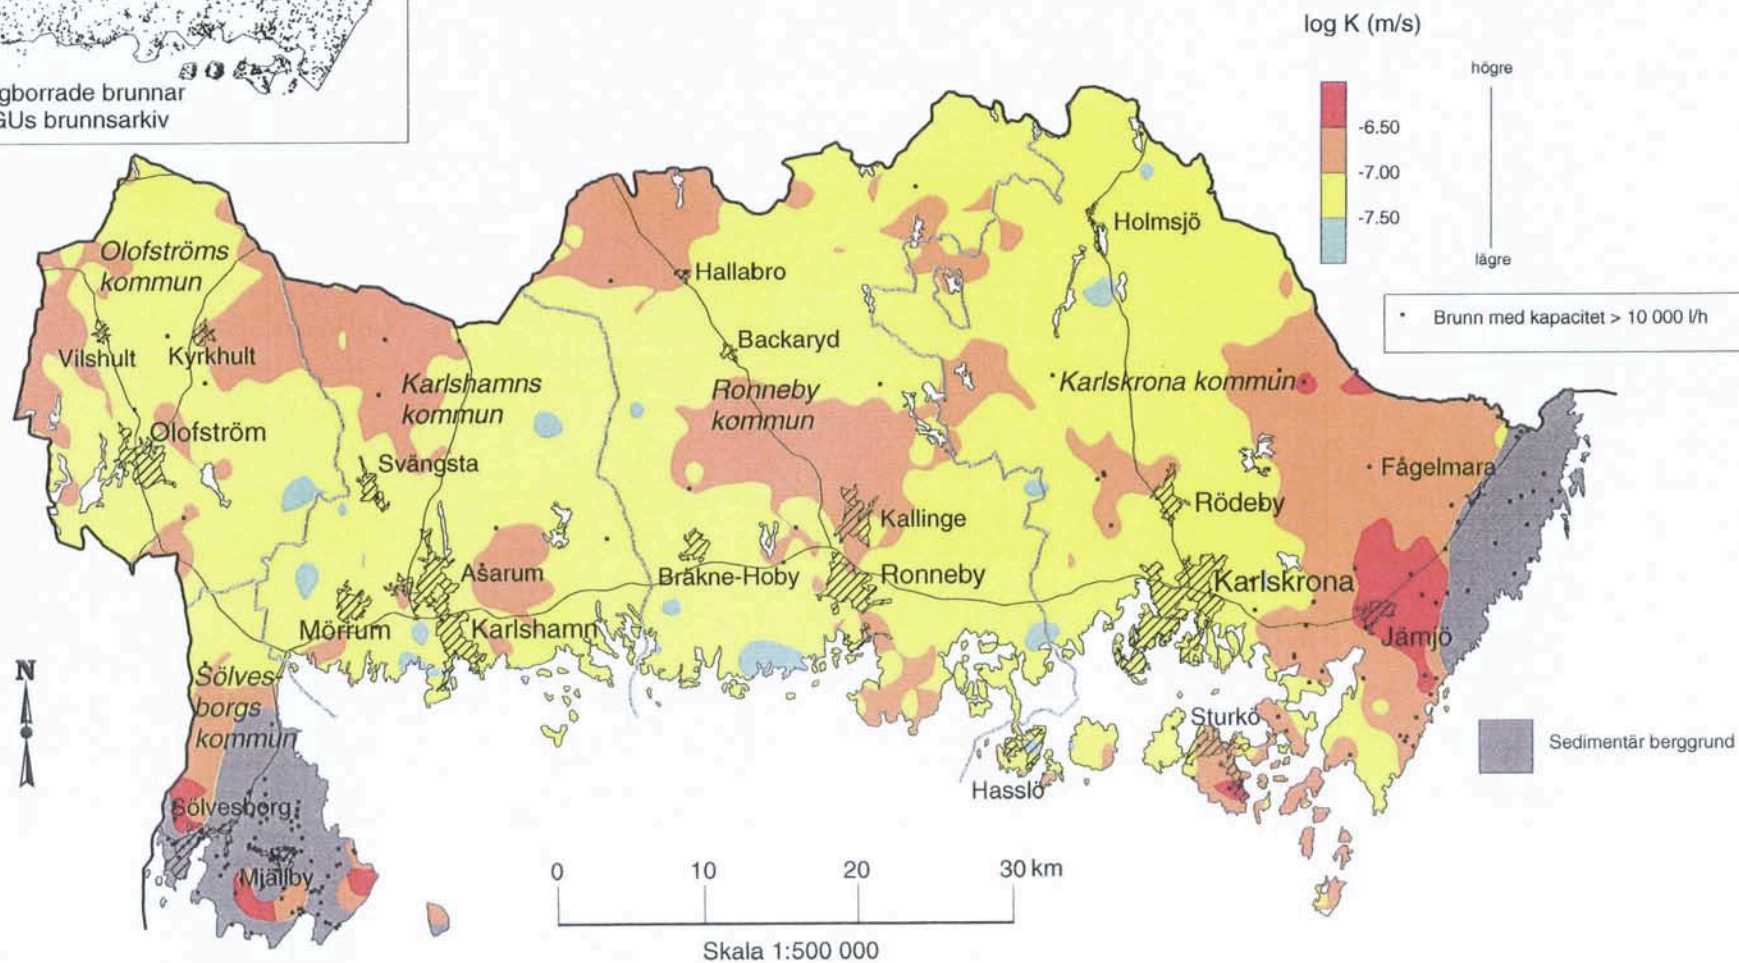 gborrade brunnar
GUs brunnsarkiv
log K (m/s)
högre
-6.50
-7.00
-7.50
lägre
Brunn med kapacitet > 10 000 l/h
Holmsjö
Olofströms
kommun
Hallabro
Vilshult
Kyrkhult
Backaryd
Karlshamns
kommun
Ronneby
kommun
Karlskrona kommun
Olofström
Svängsta
Fågelmara
Rödeby
Kallinge
Asarum
Bräkne-Hoby
Ronneby
Karlskrona
Mörrum
Karlshamn
Jämjö
N
Sölves-
borgs
kommun
Sturkö
Sedimentär berggrund
Hasslö
Sölvesborg
Mjällby
0
10
20
30 km
Skala 1:500 000